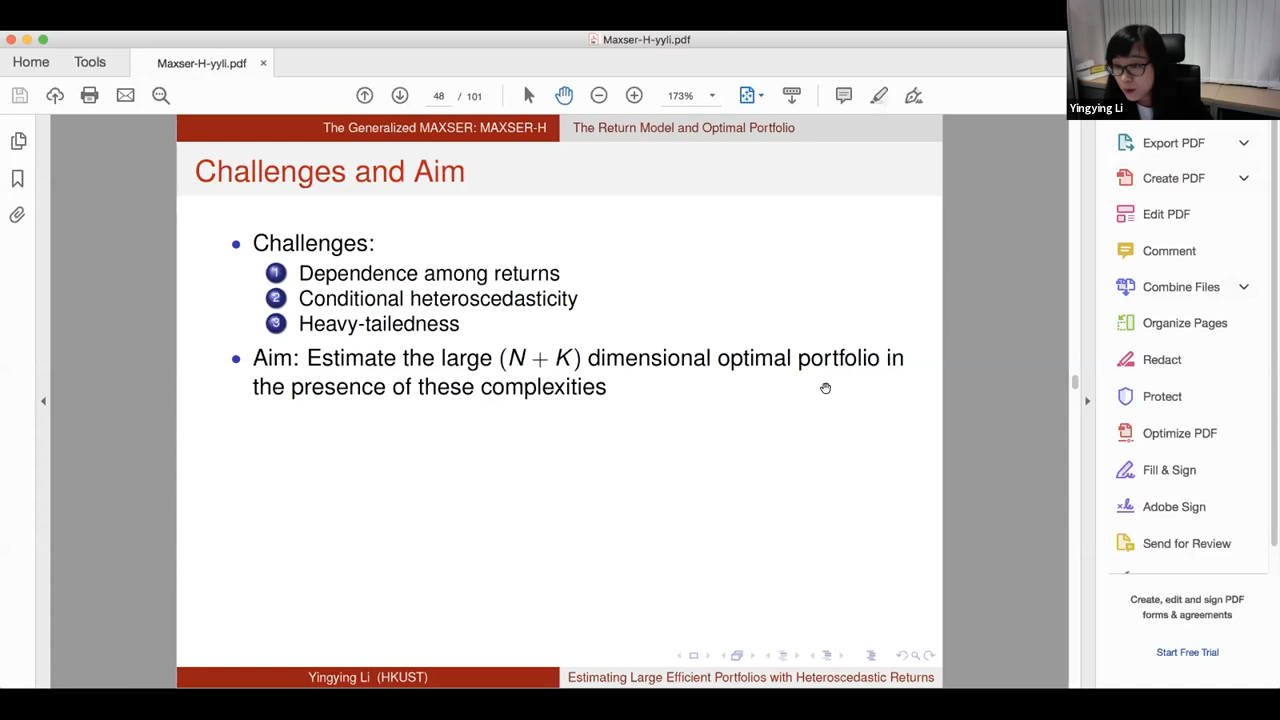 Maxser-H-yyli.pdf
Home
Tools
Maxser-H-yyli.pdf ×
48 / 101
173%
Yingying Li
The Generalized MAXSER: MAXSER-H
The Return Model and Optimal Portfolio
Challenges and Aim
• Challenges:
1 Dependence among returns
2 Conditional heteroscedasticity
3 Heavy-tailedness
• Aim: Estimate the large (N + K) dimensional optimal portfolio in
the presence of these complexities
Yingying Li (HKUST)
Estimating Large Efficient Portfolios with Heteroscedastic Returns
Export PDF
Create PDF
Edit PDF
Comment
Combine Files
Organize Pages
Redact
Protect
Optimize PDF
Fill & Sign
Adobe Sign
Send for Review
Create, edit and sign PDF
forms & agreements
Start Free Trial